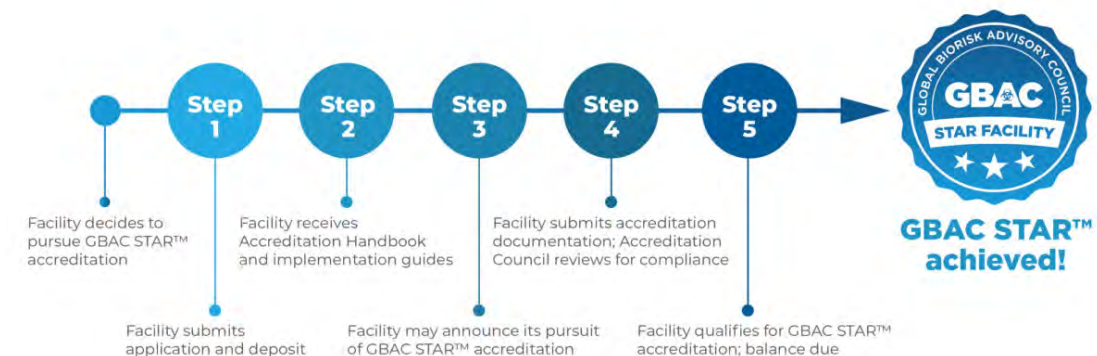 Step
1
Step
2
Step
3
Step
4
Step
5
GLOBAL BIORISK ADVISORY COUNCIL
GBAC
STAR FACILITY
GBAC STAR™
achieved!
Facility decides to
pursue GBAC STAR™
accreditation
Facility submits
application and deposit
Facility receives
Accreditation Handbook
and implementation guides
Facility may announce its pursuit
of GBAC STAR™ accreditation
Facility submits accreditation
documentation; Accreditation
Council reviews for compliance
Facility qualifies for GBAC STAR™
accreditation; balance due